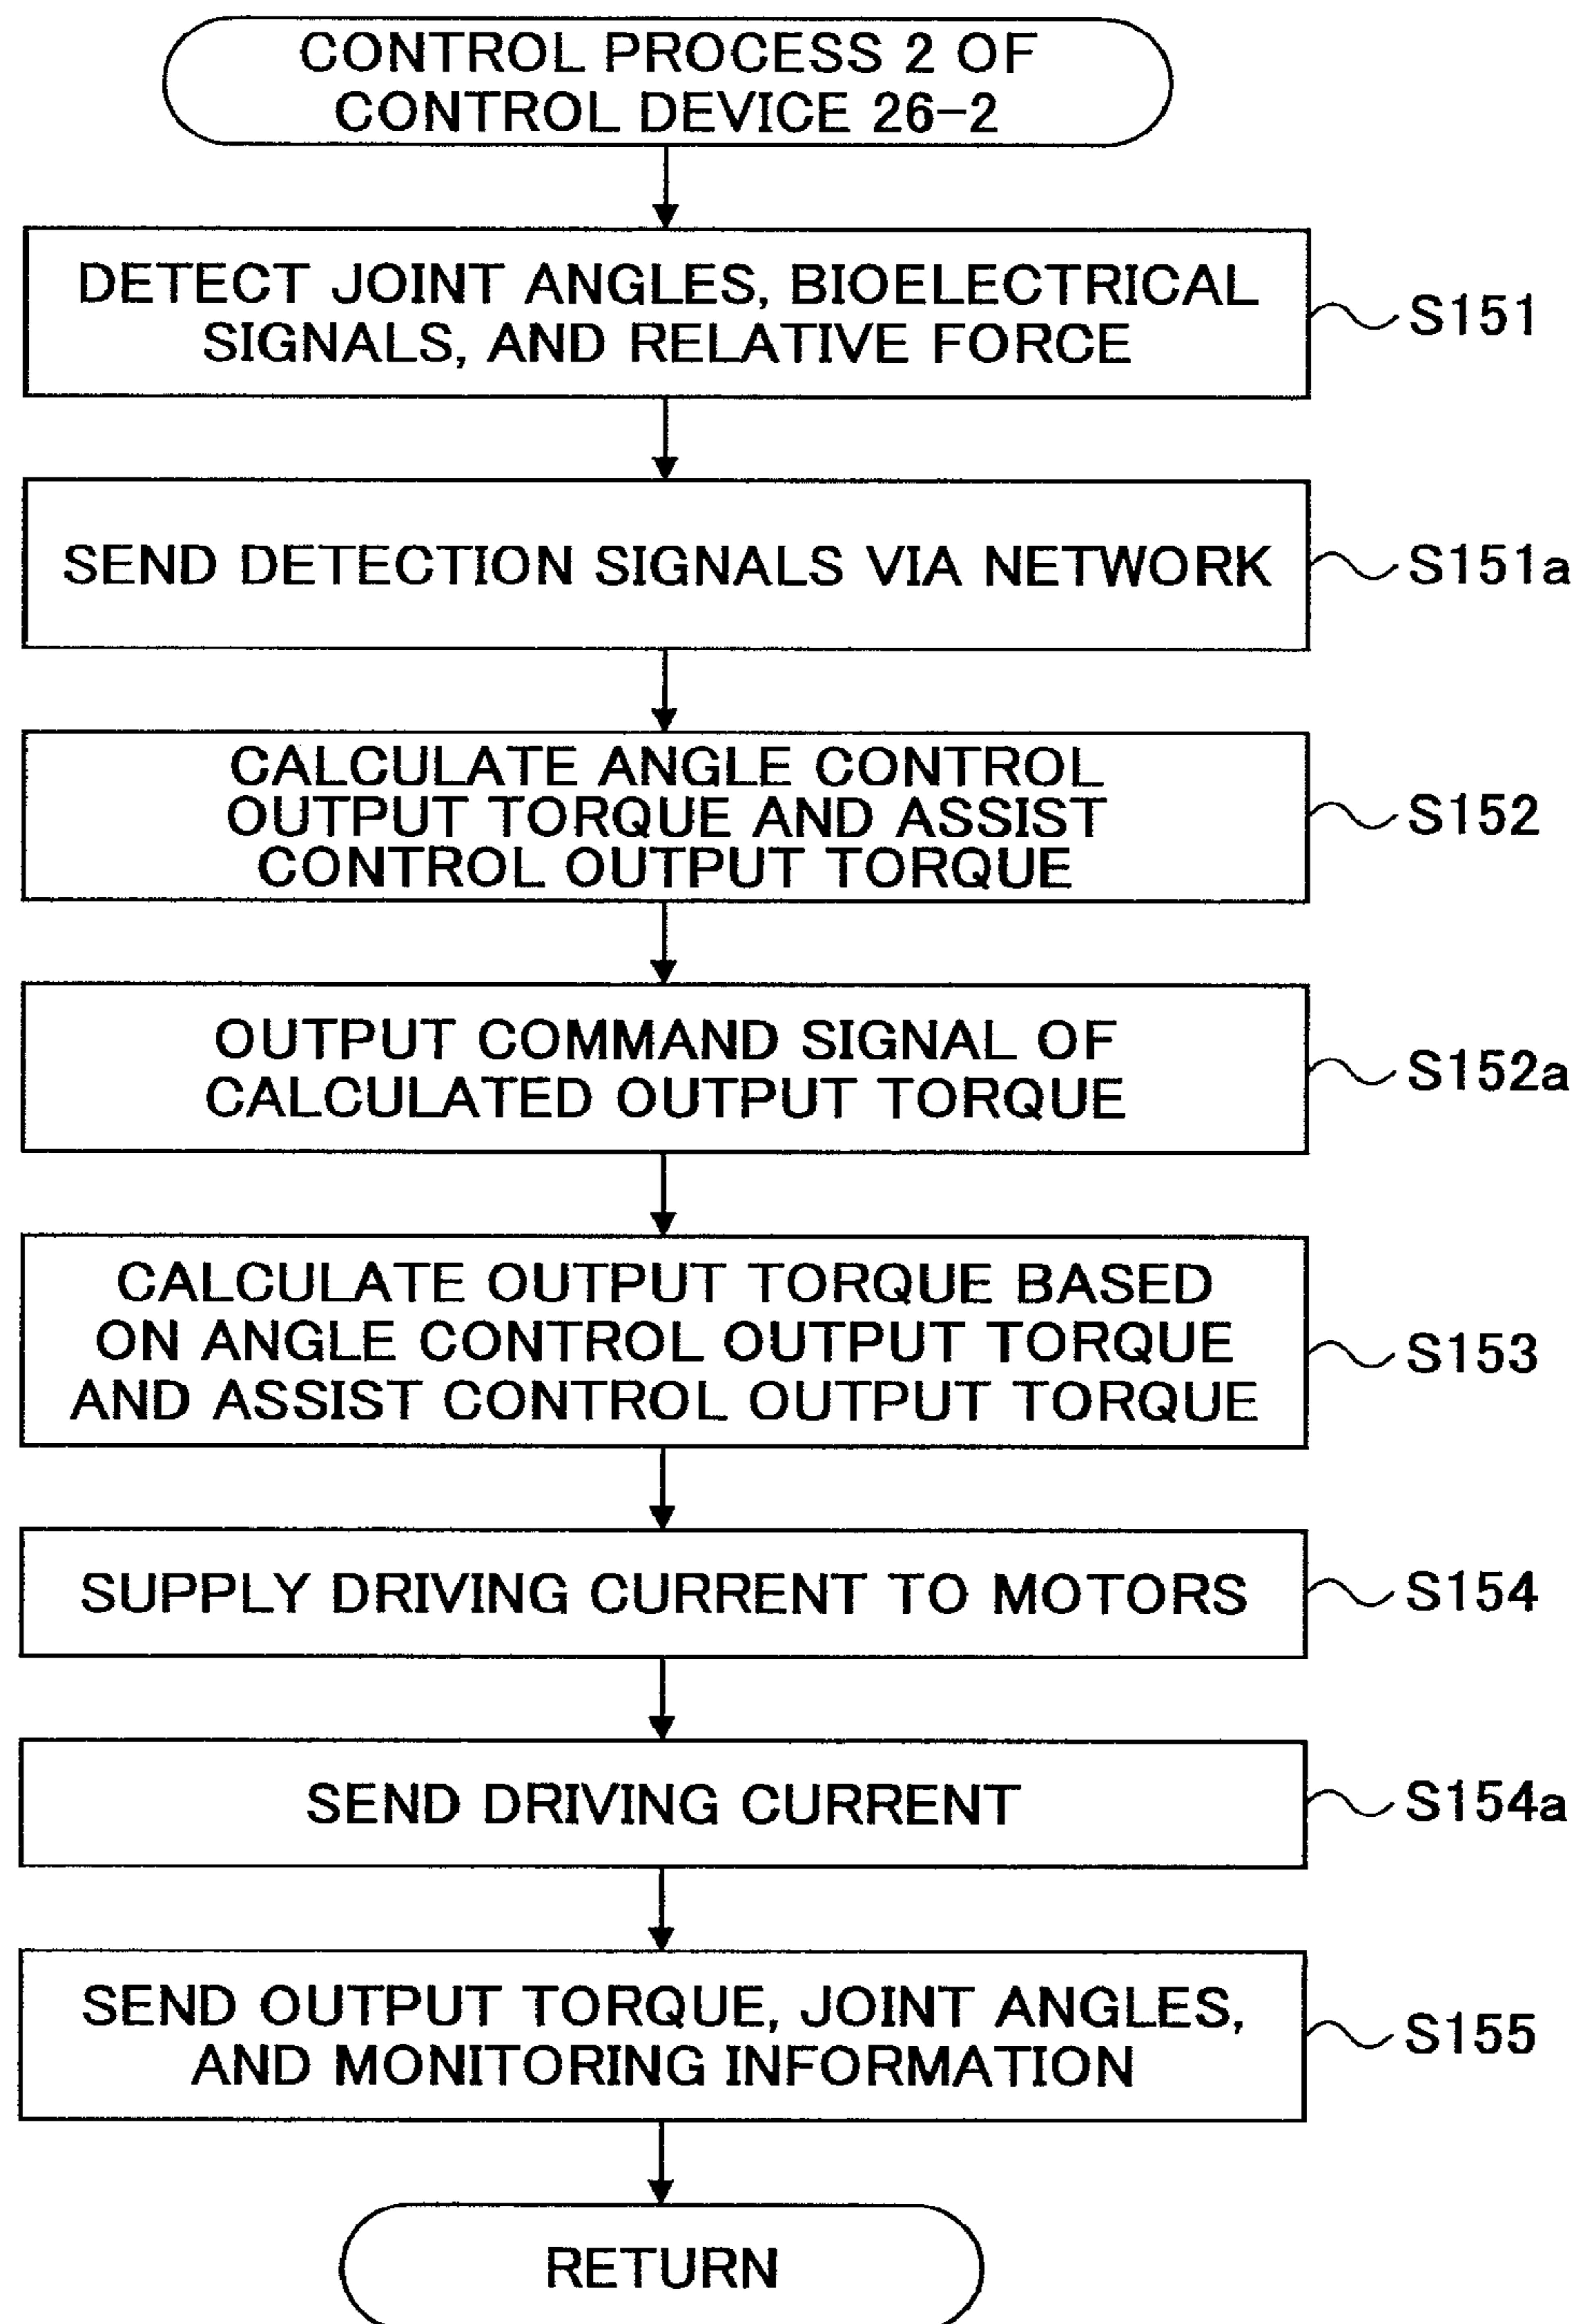 CONTROL PROCESS 2 OF
CONTROL DEVICE 26-2
DETECT JOINT ANGLES, BIOELECTRICAL
SIGNALS, AND RELATIVE FORCE
S151
SEND DETECTION SIGNALS VIA NETWORK
S151a
CALCULATE ANGLE CONTROL
OUTPUT TORQUE AND ASSIST
CONTROL OUTPUT TORQUE
S152
OUTPUT COMMAND SIGNAL OF
CALCULATED OUTPUT TORQUE
S152a
CALCULATE OUTPUT TORQUE BASED
ON ANGLE CONTROL OUTPUT TORQUE
AND ASSIST CONTROL OUTPUT TORQUE
S153
SUPPLY DRIVING CURRENT TO MOTORS
S154
SEND DRIVING CURRENT
S154a
SEND OUTPUT TORQUE, JOINT ANGLES,
AND MONITORING INFORMATION
S155
RETURN